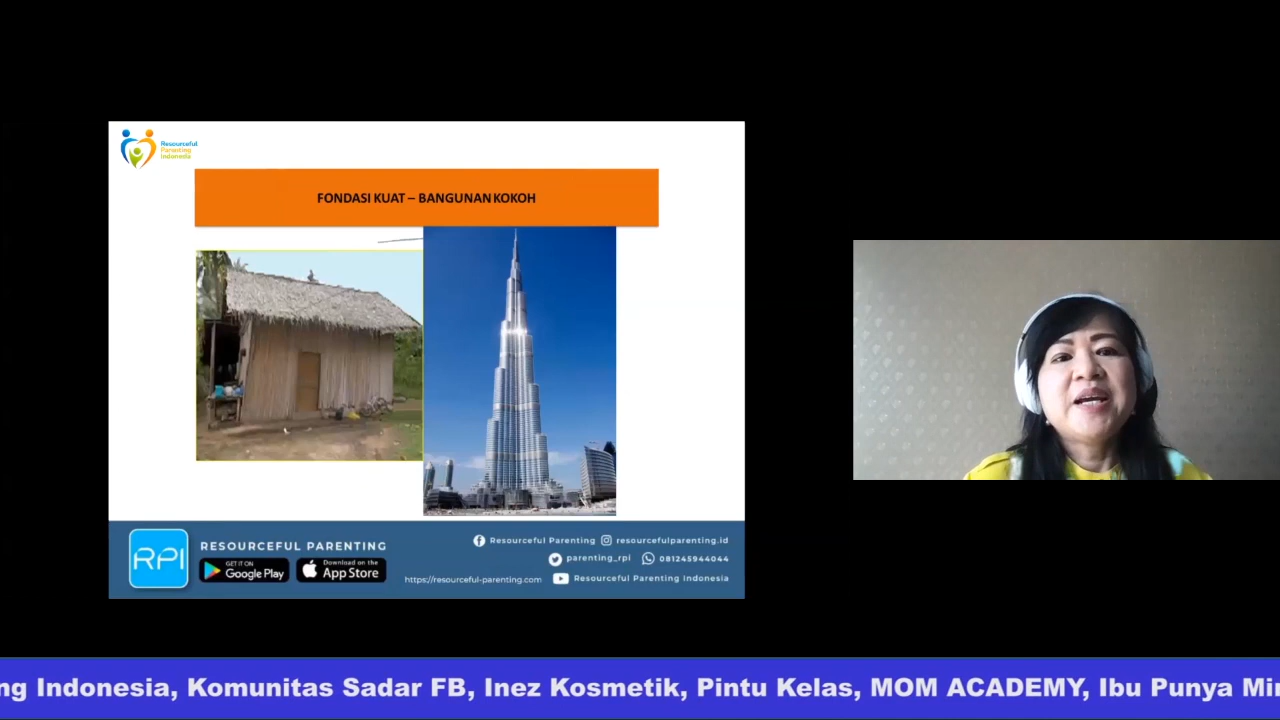 Resourceful
Parenting
Indonesia
FONDASI KUAT – BANGUNAN KOKOH
RPI
RESOURCEFUL PARENTING
GET IT ON
Google Play
Download on the
App Store
Resourceful Parenting resourcefulparenting.id
parenting_rpi 081245944044
https://resourceful-parenting.com Resourceful Parenting Indonesia
ng Indonesia, Komunitas Sadar FB, Inez Kosmetik, Pintu Kelas, MOM ACADEMY, Ibu Punya Mi